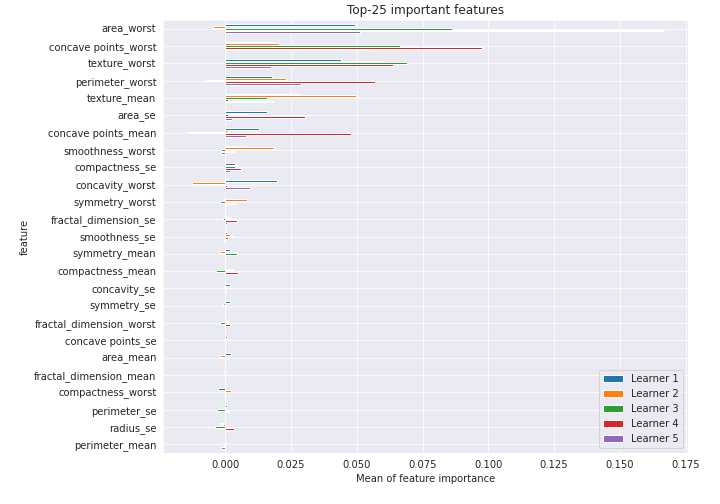 Top-25 important features
area_worst
concave points_worst
texture_worst
perimeter_worst
texture_mean
area_se
concave points_mean
smoothness_worst
compactness_se
concavity_worst
symmetry_worst
fractal_dimension_se
smoothness_se
symmetry_mean
compactness_mean
concavity_se
symmetry_se
fractal_dimension_worst
concave points_se
area_mean
fractal_dimension_mean
compactness_worst
perimeter_se
radius_se
perimeter_mean
feature
Learner 1
Learner 2
Learner 3
Learner 4
Learner 5
0.000 0.025 0.050 0.075 0.100 0.125 0.150 0.175
Mean of feature importance